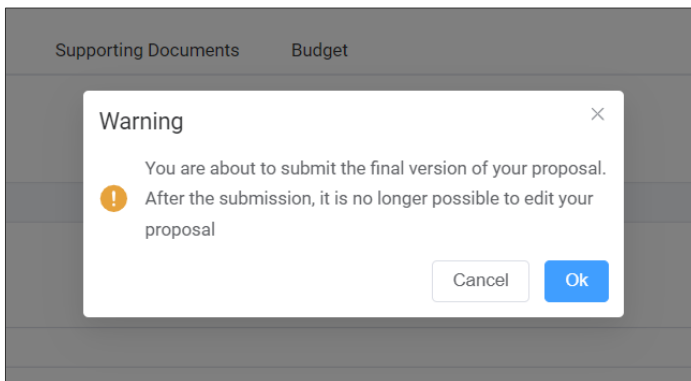 Supporting Documents Budget
Warning
You are about to submit the final version of your proposal.
After the submission, it is no longer possible to edit your
proposal
Cancel Ok